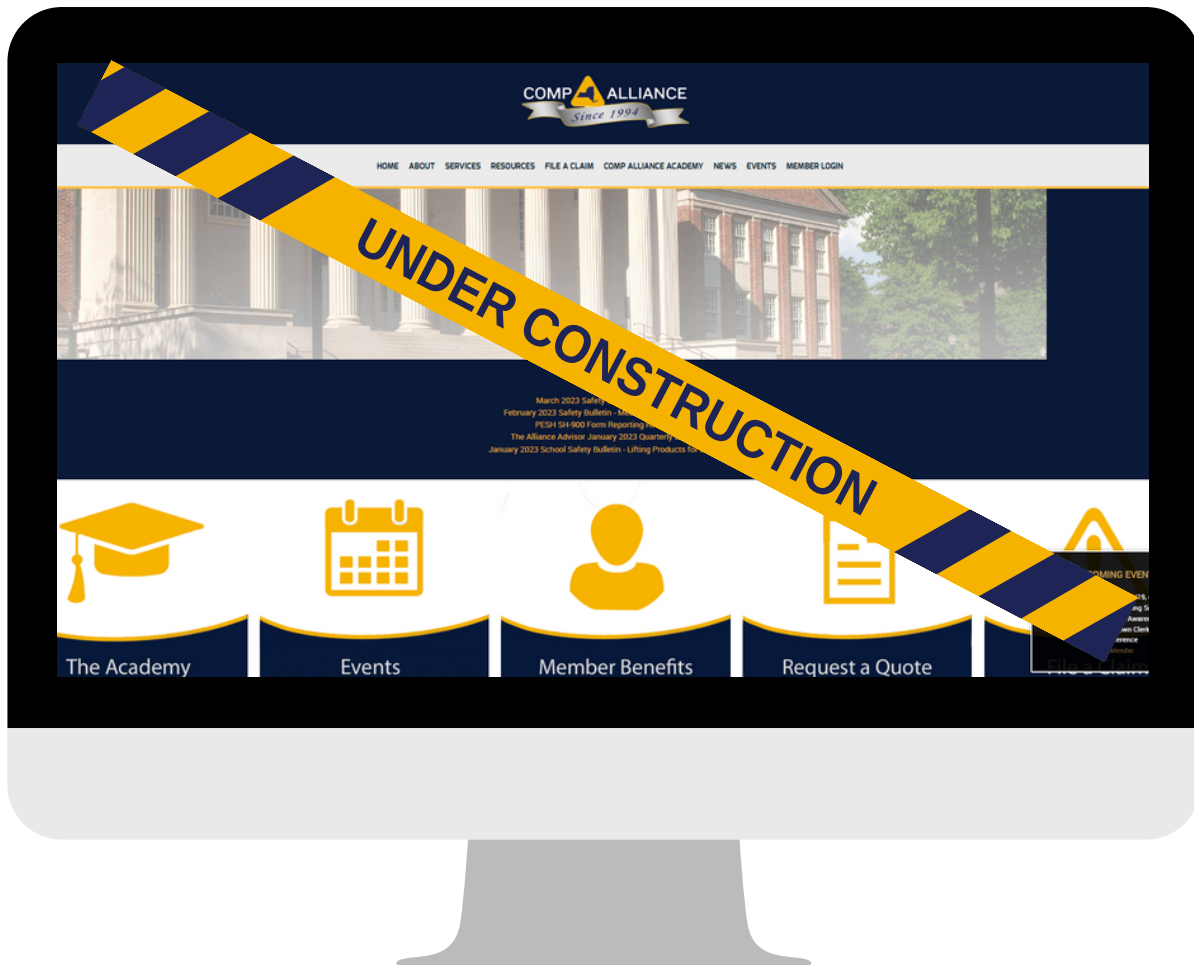 COMP ALLIANCE
Since 1994
HOME ABOUT SERVICES RESOURCES FILE A CLAIM COMP ALLIANCE ACADEMY NEWS EVENTS MEMBER LOGIN
UNDER CONSTRUCTION
March 2023 Safety
February 2023 Safety Bulletin -
PESH SH-900 Form Reporting
The Alliance Advisor January 2023 Quarterly
January 2023 School Safety Bulletin - Lifting Products for
The Academy
Events
Member Benefits
Request a Quote
File a Claim